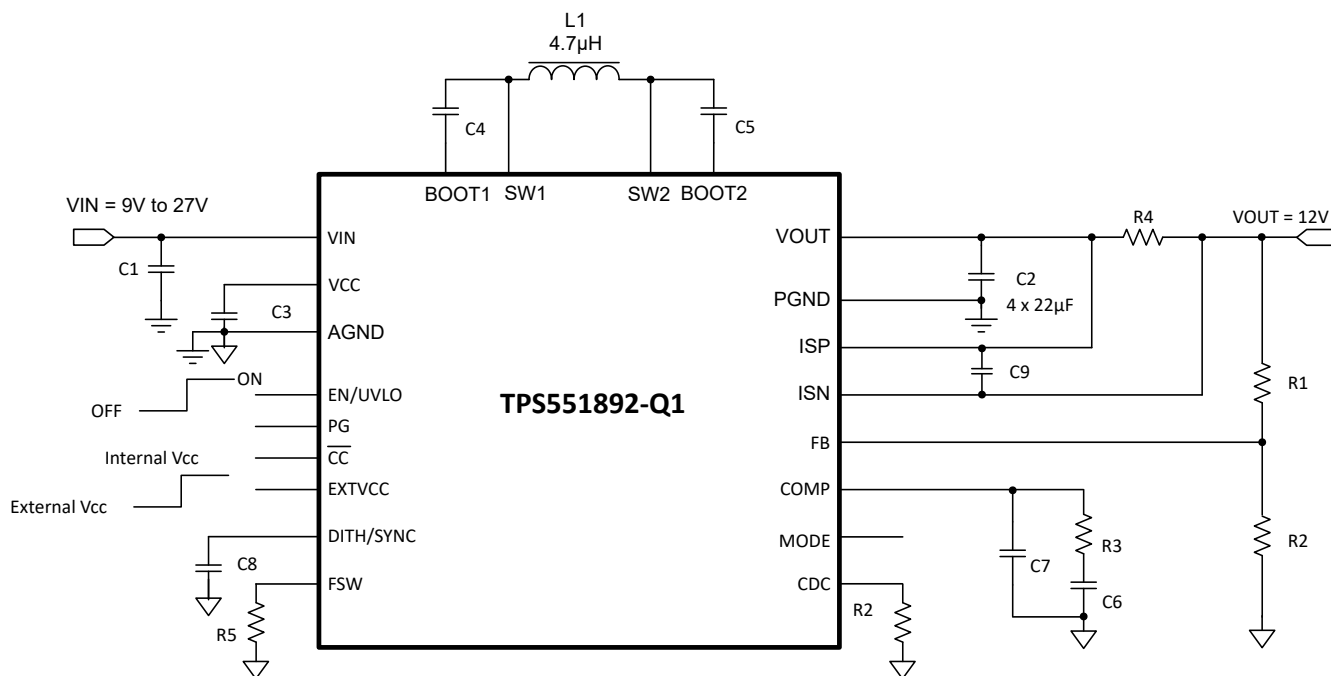 L1
4.7µH
C4
C5
BOOT1
SW1
SW2
BOOT2
VIN = 9V to 27V
C1
VIN
VCC
C3
AGND
ON
OFF
EN/UVLO
PG
Internal Vcc
CC
External Vcc
EXTVCC
DITH/SYNC
C8
FSW
R5
TPS551892-Q1
VOUT
R4
VOUT = 12V
C2
PGND
4 x 22µF
ISP
C9
ISN
R1
FB
COMP
MODE
C7
R3
R2
CDC
R2
C6